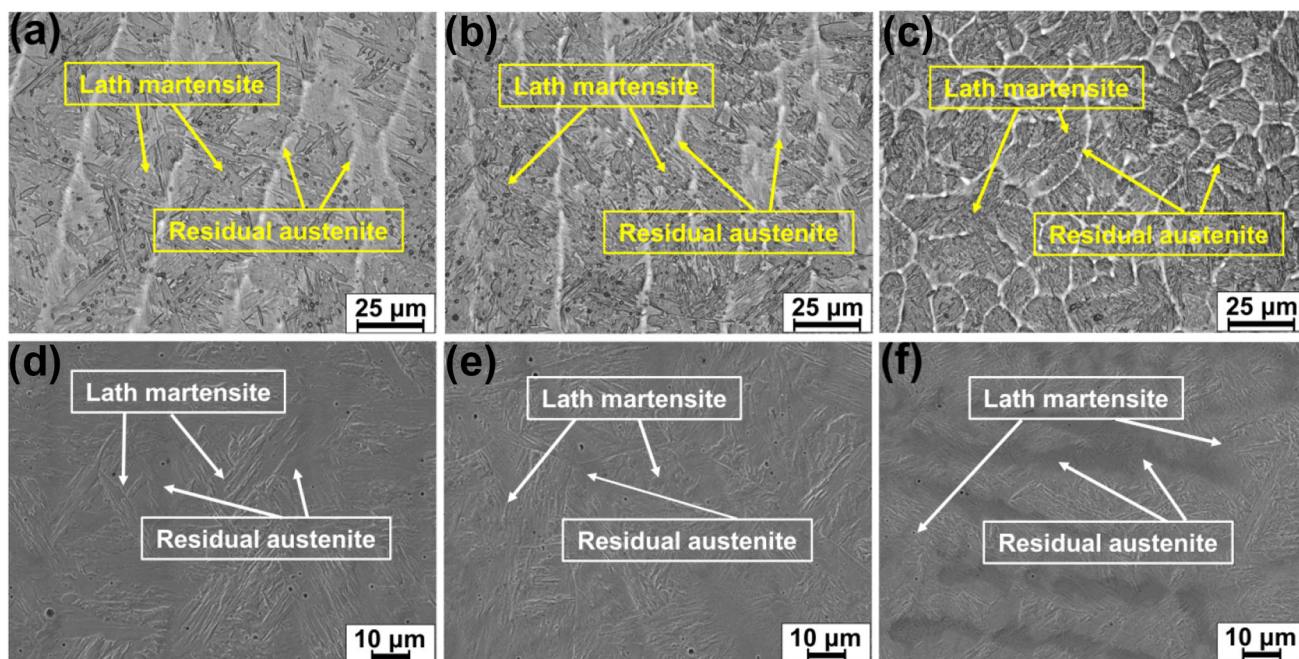 (a)
Lath martensite
Residual austenite
25 µm
(b)
Lath martensite
Residual austenite
25 µm
(c)
Lath martensite
Residual austenite
25 µm
(d)
Lath martensite
Residual austenite
10 µm
(e)
Lath martensite
Residual austenite
10 µm
(f)
Lath martensite
Residual austenite
10 µm